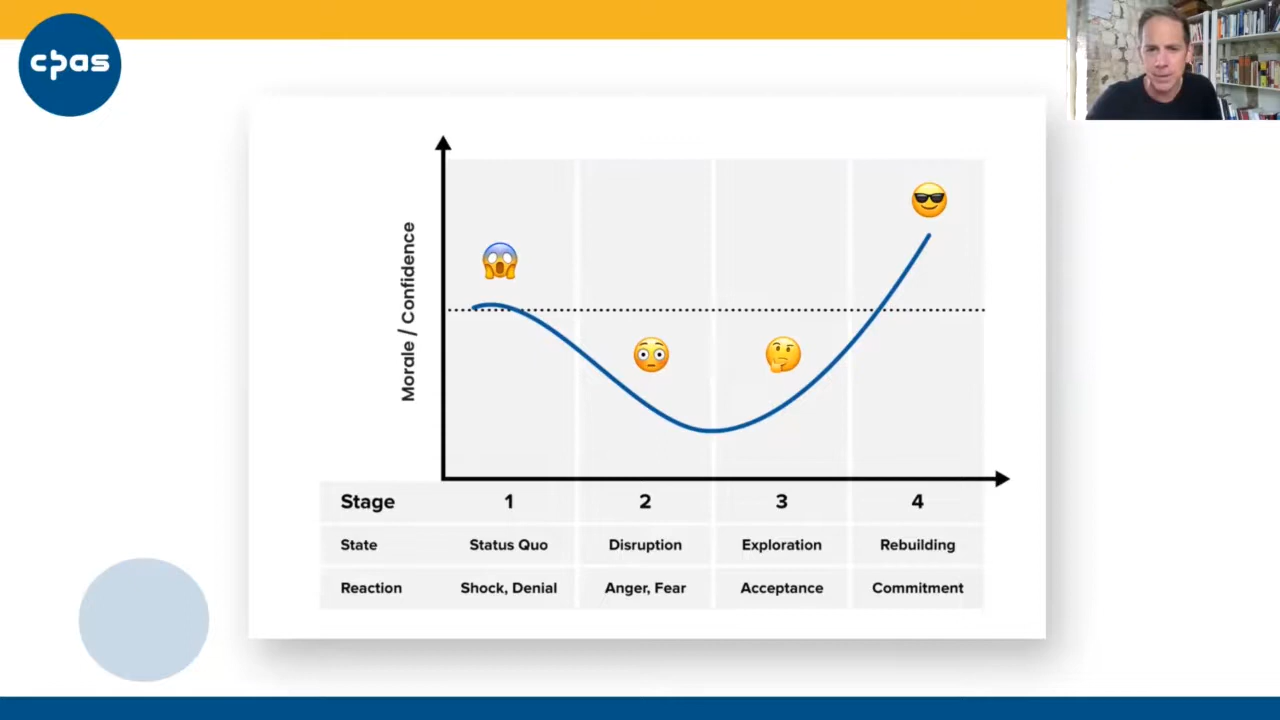 cpas
Morale / Confidence
Stage 1 2 3 4
State Status Quo Disruption Exploration Rebuilding
Reaction Shock, Denial Anger, Fear Acceptance Commitment